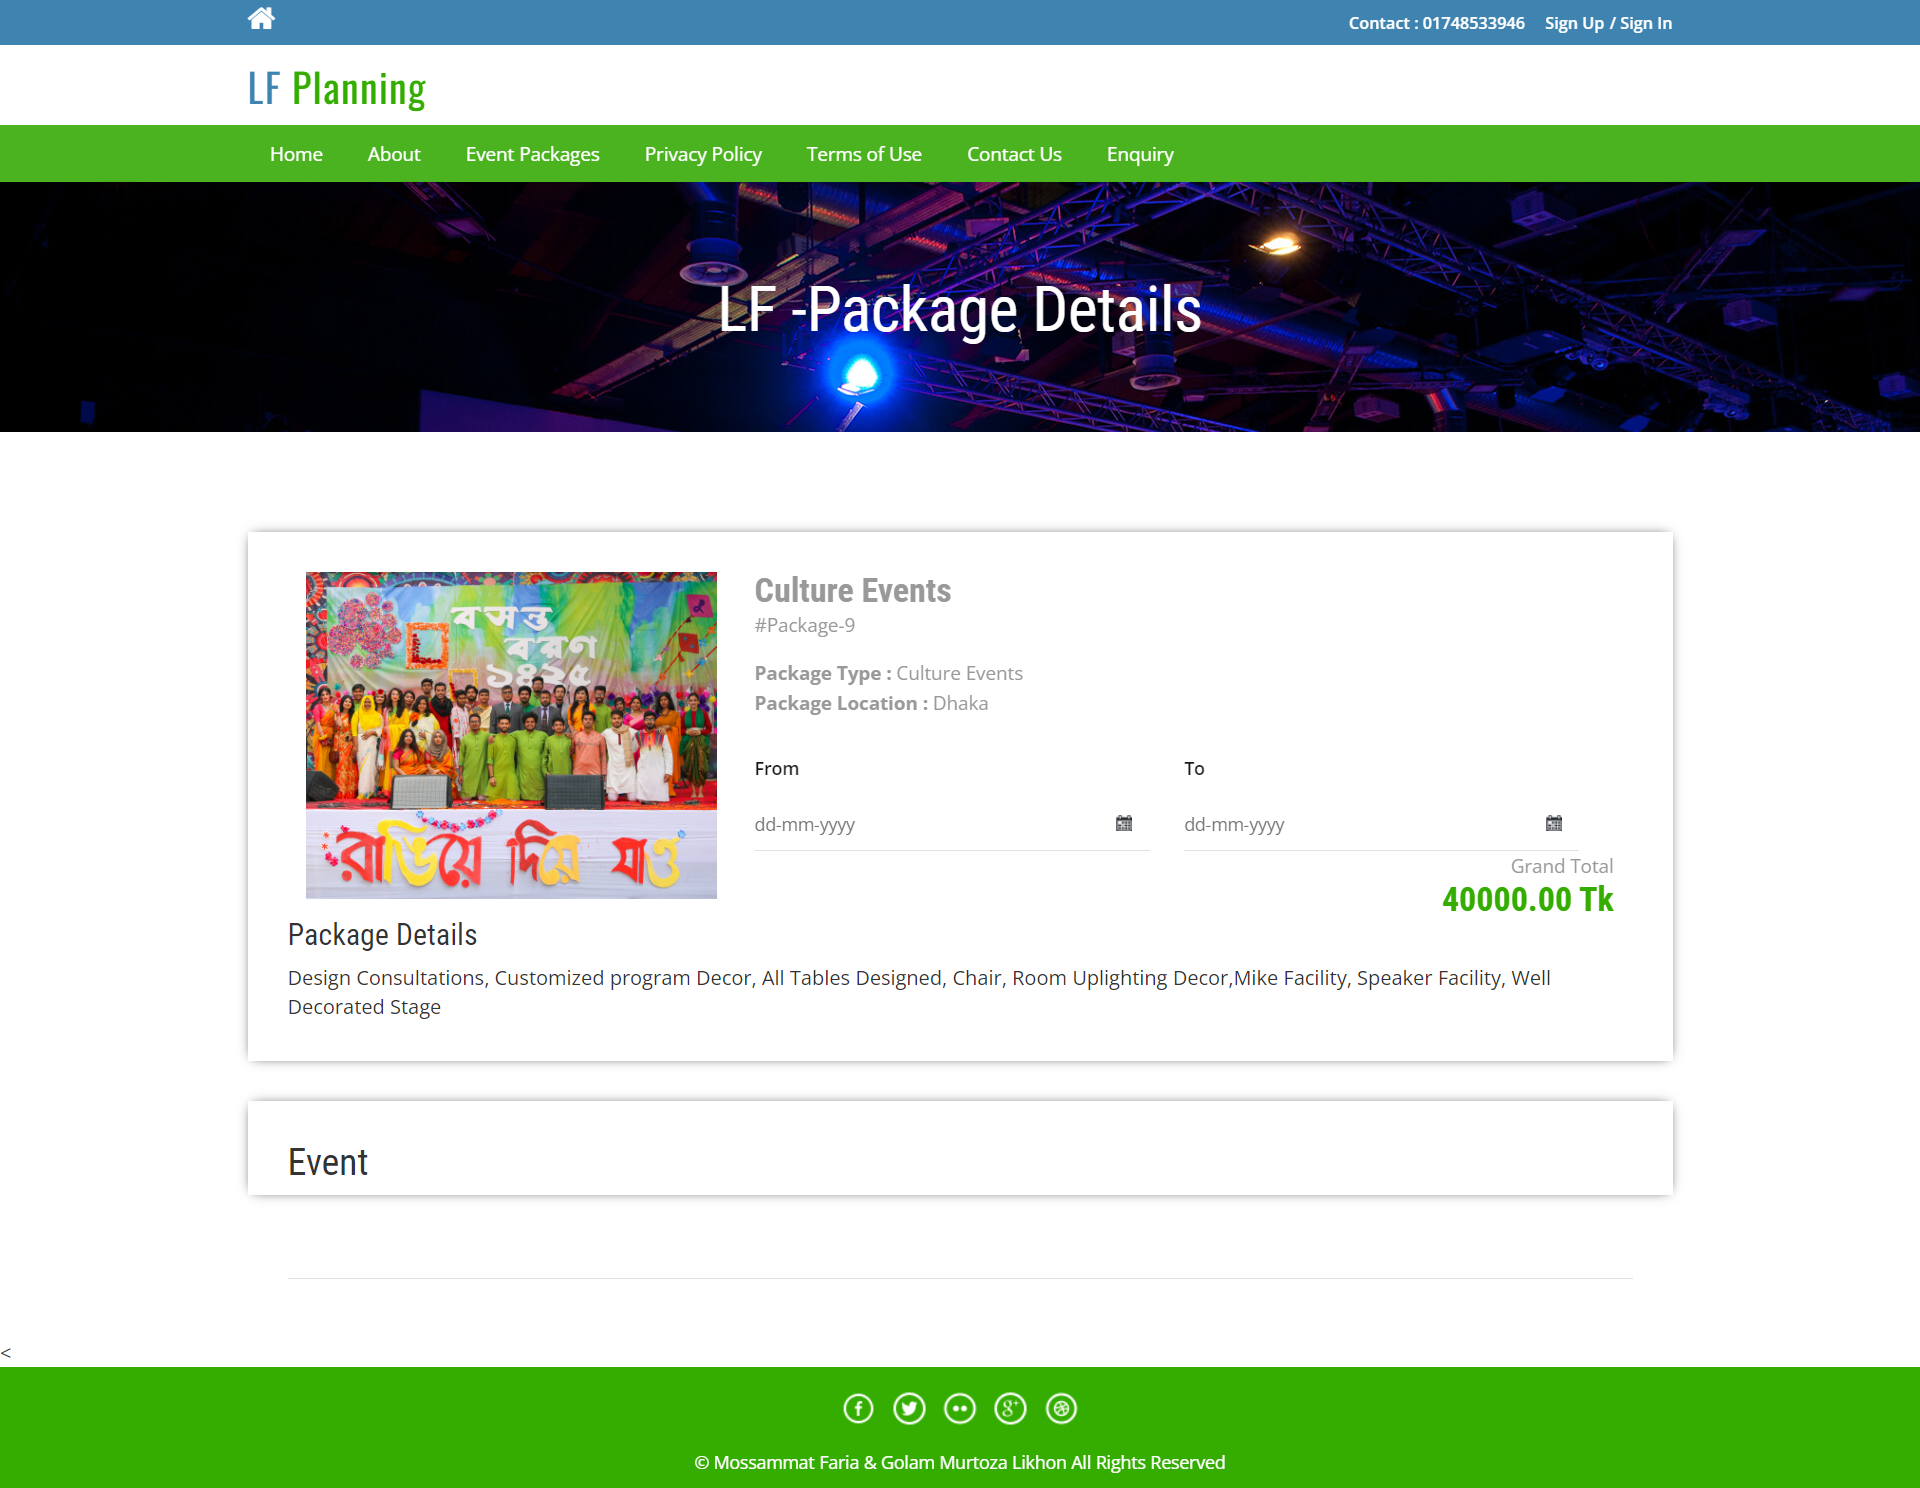 Contact : 01748533946 Sign Up / Sign In
LF Planning
Home About Event Packages Privacy Policy Terms of Use Contact Us Enquiry
LF -Package Details
বসন্ত
বরণ
১৪২৫
রাঙিয়ে দিয়ে যাও
Culture Events
#Package-9
Package Type : Culture Events
Package Location : Dhaka
From To
dd-mm-yyyy dd-mm-yyyy
Grand Total
40000.00 Tk
Package Details
Design Consultations, Customized program Decor, All Tables Designed, Chair, Room Uplighting Decor,Mike Facility, Speaker Facility, Well
Decorated Stage
Event
<
© Mossammat Faria & Golam Murtoza Likhon All Rights Reserved